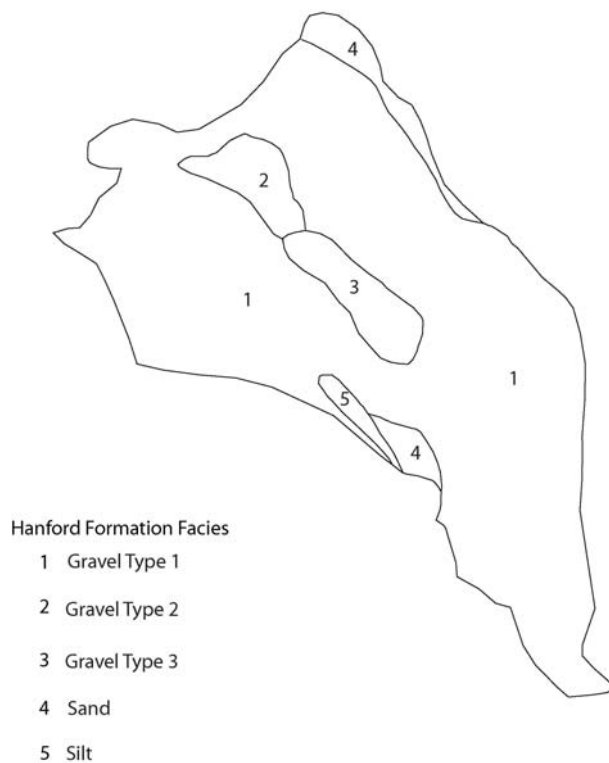 4
2
3
1
1
5
4
Hanford Formation Facies
1 Gravel Type 1
2 Gravel Type 2
3 Gravel Type 3
4 Sand
5 Silt